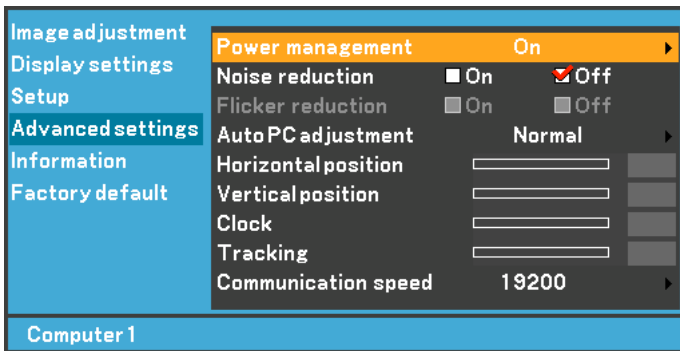 Image adjustment
Display settings
Setup
Advanced settings
Information
Factory default
Power management On
Noise reduction On Off
Flicker reduction On Off
Auto PC adjustment Normal
Horizontal position
Vertical position
Clock
Tracking
Communication speed 19200
Computer 1